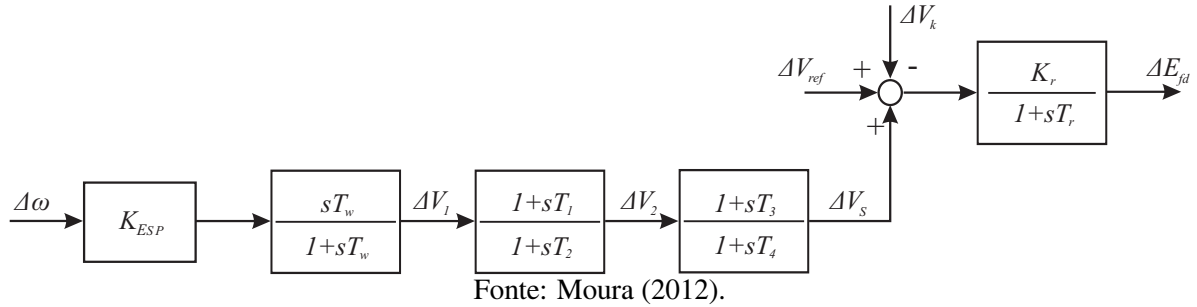 ΔV_k
ΔV_ref + - K_r ΔE_fd
1+sT_r
+
Δω K_ESP sT_w ΔV_1 1+sT_1 ΔV_2 1+sT_3 ΔV_S
1+sT_w 1+sT_2 1+sT_4
Fonte: Moura (2012).